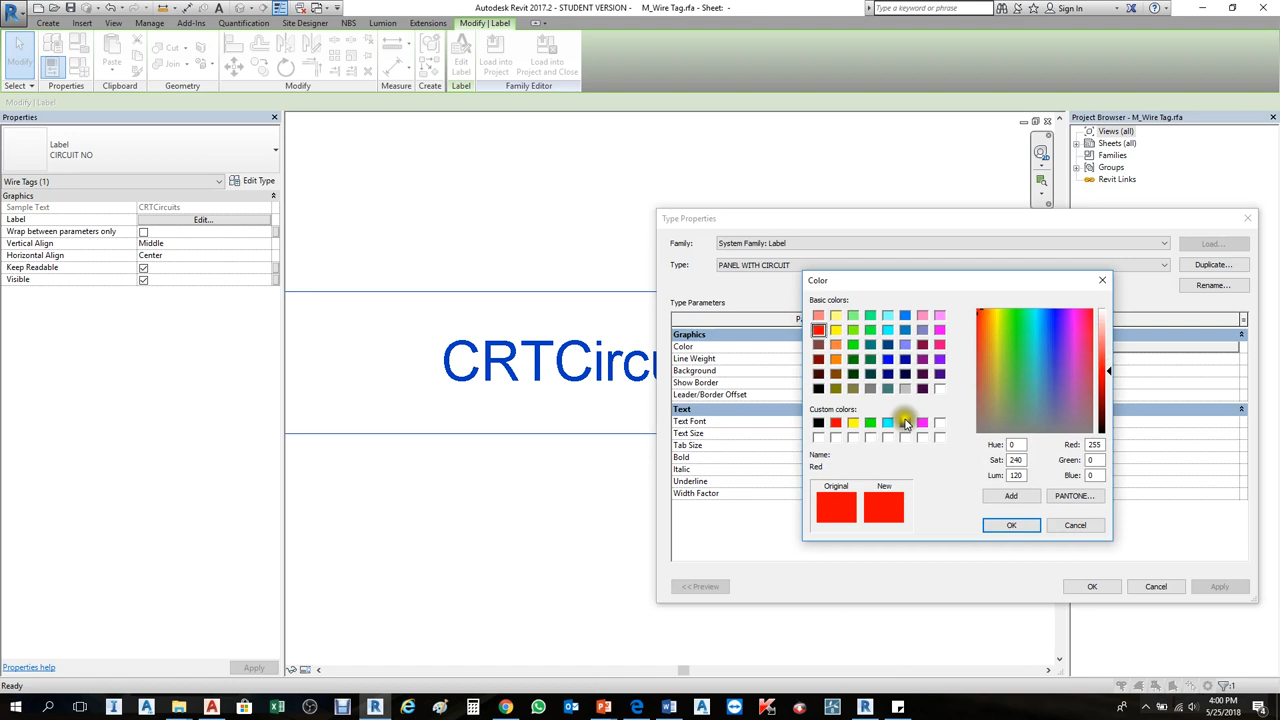 Autodesk Revit 2017.2 - STUDENT VERSION - M_Wire Tag.rfa - Sheet: -
Type a keyword or phrase
Sign In
Create Insert View Manage Add-Ins Quantification Site Designer NBS Lumion Extensions Modify | Label
Modify
Paste
Cut
Join
Edit Label
Load into Project
Load into Project and Close
Select Properties Clipboard Geometry Modify Measure Create Label Family Editor
Modify | Label
Properties
Label
CIRCUIT NO
Wire Tags (1)
Edit Type
Graphics
Sample Text CRTCircuits
Label Edit...
Wrap between parameters only
Vertical Align Middle
Horizontal Align Center
Keep Readable
Visible
Properties help
Apply
CRTCircu
Project Browser - M_Wire Tag.rfa
Views (all)
Sheets (all)
Families
Groups
Revit Links
Type Properties
Family: System Family: Label Load...
Type: PANEL WITH CIRCUIT Duplicate...
Rename...
Type Parameters
Graphics
Color
Line Weight
Background
Show Border
Leader/Border Offset
Text
Text Font
Text Size
Tab Size
Bold
Italic
Underline
Width Factor
<< Preview
OK Cancel Apply
Color
Basic colors:
Custom colors:
Name:
Red
Original New
Hue: 0 Red: 255
Sat: 240 Green: 0
Lum: 120 Blue: 0
Add PANTONE...
OK Cancel
Ready
:1
4:00 PM
5/25/2018